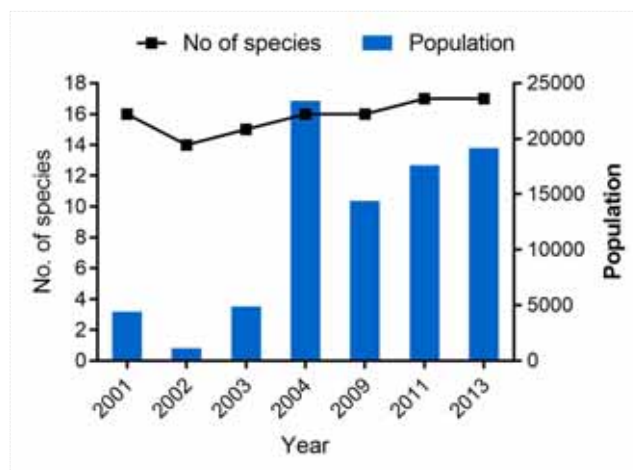 No of species Population
18 25000
16
14 20000
12
10 15000
8 10000
6
4 5000
2
0 0
No. of species
Population
2001 2002 2003 2004 2009 2011 2013
Year